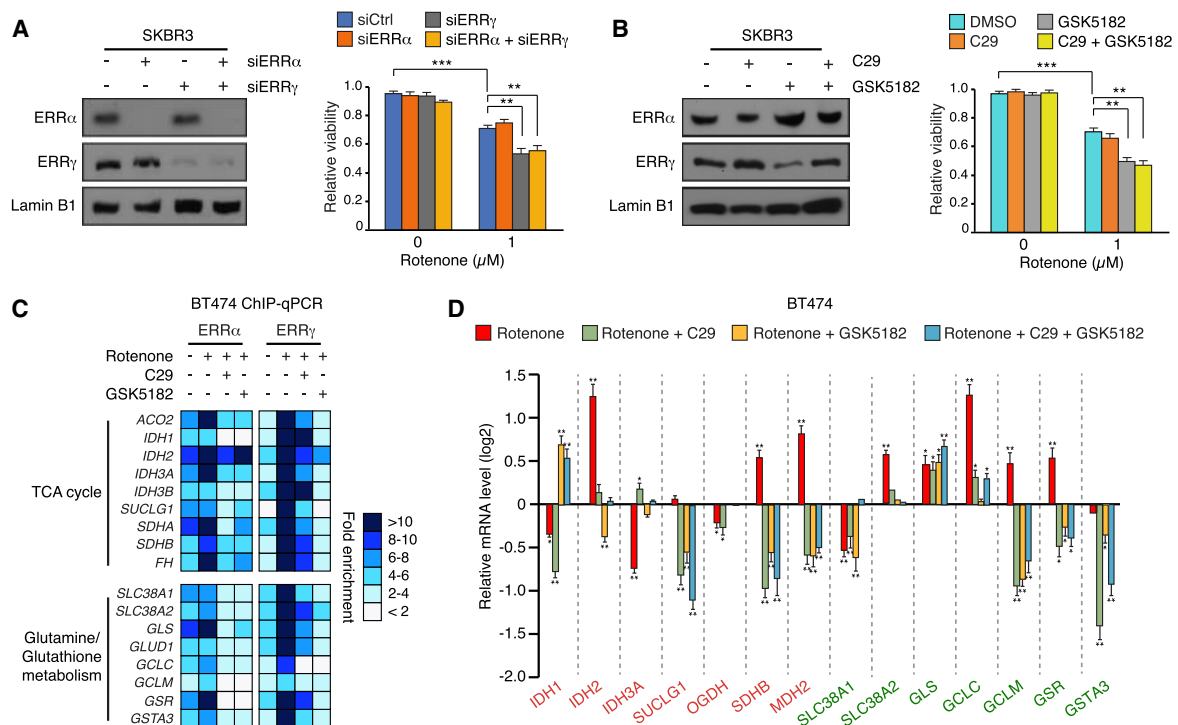 A
SKBR3
- + - + siERRα
- - + + siERRγ
ERRα
ERRγ
Lamin B1
siCtrl
siERRγ
siERRα
siERRα + siERRγ
***
**
**
Relative viability
1.0
0.8
0.6
0.4
0.2
0
0 1
Rotenone (µM)
B
SKBR3
- + - + C29
- - + + GSK5182
ERRα
ERRγ
Lamin B1
DMSO
GSK5182
C29
C29 + GSK5182
***
**
**
Relative viability
1.0
0.8
0.6
0.4
0.2
0
0 1
Rotenone (µM)
C
BT474 ChIP-qPCR
ERRα ERRγ
Rotenone - + + + - + + +
C29 - - + - - - + -
GSK5182 - - - + - - - +
TCA cycle
ACO2
IDH1
IDH2
IDH3A
IDH3B
SUCLG1
SDHA
SDHB
FH
Glutamine/
Glutathione
metabolism
SLC38A1
SLC38A2
GLS
GLUD1
GCLC
GCLM
GSR
GSTA3
Fold enrichment
>10
8-10
6-8
4-6
2-4
< 2
D
BT474
Rotenone
Rotenone + C29
Rotenone + GSK5182
Rotenone + C29 + GSK5182
Relative mRNA level (log2)
1.5
1.0
0.5
0
-0.5
-1.0
-1.5
-2.0
IDH1
IDH2
IDH3A
SUCLG1
OGDH
SDHB
MDH2
SLC38A1
SLC38A2
GLS
GCLC
GCLM
GSR
GSTA3